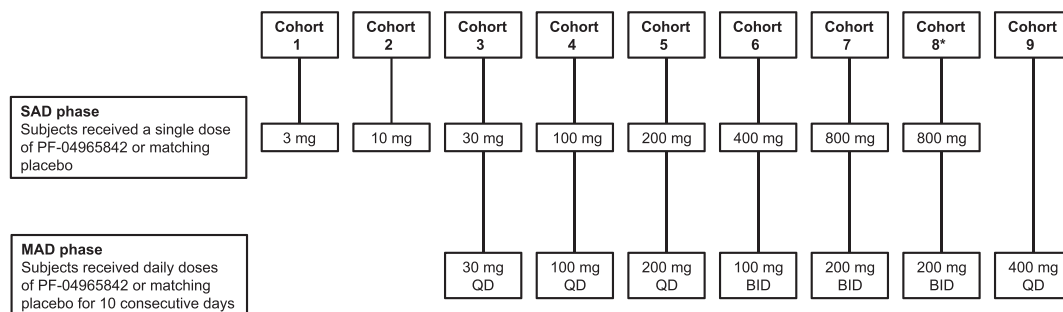 Cohort
1
Cohort
2
Cohort
3
Cohort
4
Cohort
5
Cohort
6
Cohort
7
Cohort
8*
Cohort
9
SAD phase
Subjects received a single dose
of PF-04965842 or matching
placebo
3 mg
10 mg
30 mg
100 mg
200 mg
400 mg
800 mg
800 mg
MAD phase
Subjects received daily doses
of PF-04965842 or matching
placebo for 10 consecutive days
30 mg
QD
100 mg
QD
200 mg
QD
100 mg
BID
200 mg
BID
200 mg
BID
400 mg
QD